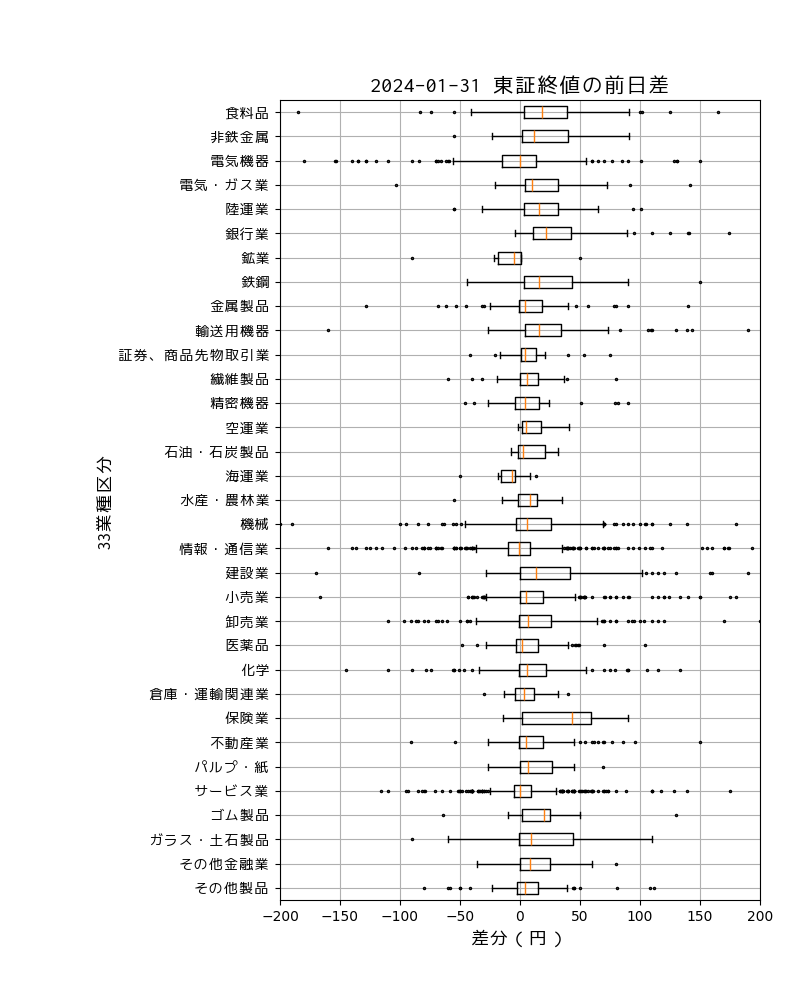 2024-01-31 東証終値の前日差
食料品
非鉄金属
電気機器
電気・ガス業
陸運業
銀行業
鉱業
鉄鋼
金属製品
輸送用機器
証券、商品先物取引業
繊維製品
精密機器
空運業
石油・石炭製品
海運業
水産・農林業
機械
情報・通信業
建設業
小売業
卸売業
医薬品
化学
倉庫・運輸関連業
保険業
不動産業
パルプ・紙
サービス業
ゴム製品
ガラス・土石製品
その他金融業
その他製品
33業種区分
−200 −150 −100 −50 0 50 100 150 200
差分（円）